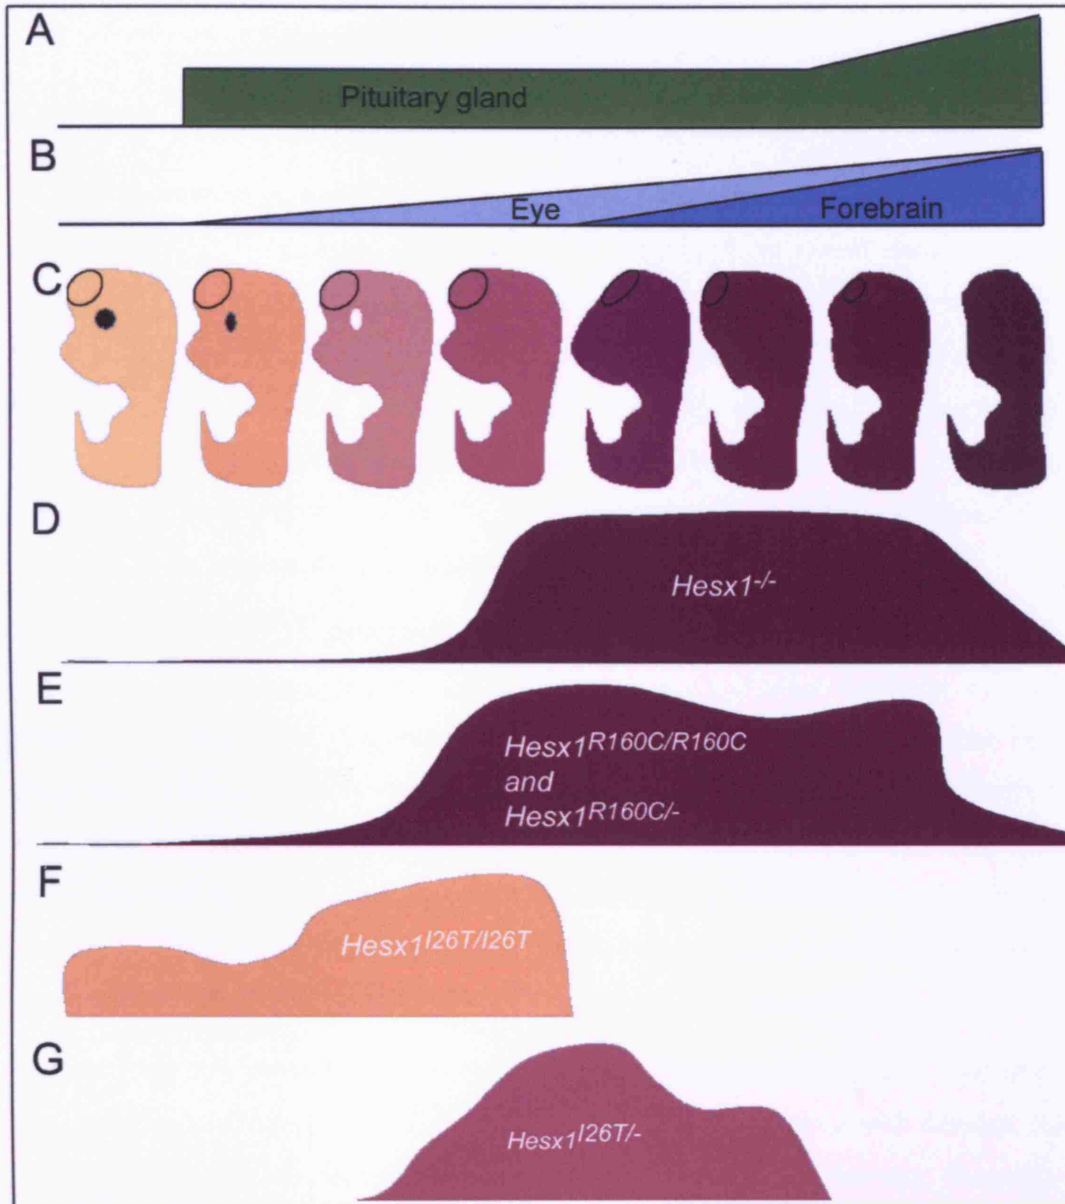 A
Pituitary gland
B
Eye
Forebrain
C
D
Hesx1-/-
E
Hesx1R160C/R160C
and
Hesx1R160C/-
F
Hesx1I26T/I26T
G
Hesx1I26T/-